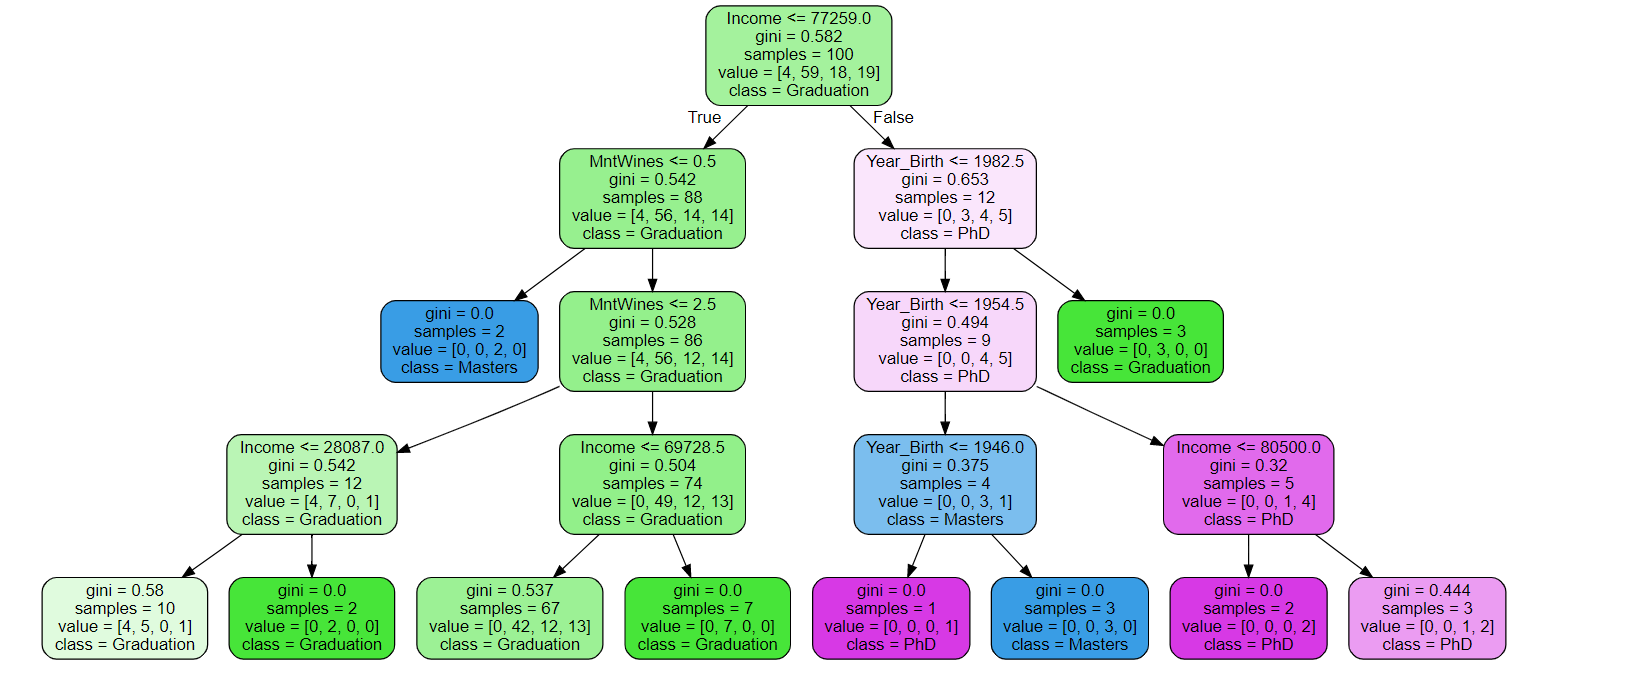 Income <= 77259.0
gini = 0.582
samples = 100
value = [4, 59, 18, 19]
class = Graduation
True
False
MntWines <= 0.5
gini = 0.542
samples = 88
value = [4, 56, 14, 14]
class = Graduation
Year_Birth <= 1982.5
gini = 0.653
samples = 12
value = [0, 3, 4, 5]
class = PhD
gini = 0.0
samples = 2
value = [0, 0, 2, 0]
class = Masters
MntWines <= 2.5
gini = 0.528
samples = 86
value = [4, 56, 12, 14]
class = Graduation
Year_Birth <= 1954.5
gini = 0.494
samples = 9
value = [0, 0, 4, 5]
class = PhD
gini = 0.0
samples = 3
value = [0, 3, 0, 0]
class = Graduation
Income <= 28087.0
gini = 0.542
samples = 12
value = [4, 7, 0, 1]
class = Graduation
Income <= 69728.5
gini = 0.504
samples = 74
value = [0, 49, 12, 13]
class = Graduation
Year_Birth <= 1946.0
gini = 0.375
samples = 4
value = [0, 0, 3, 1]
class = Masters
Income <= 80500.0
gini = 0.32
samples = 5
value = [0, 0, 1, 4]
class = PhD
gini = 0.58
samples = 10
value = [4, 5, 0, 1]
class = Graduation
gini = 0.0
samples = 2
value = [0, 2, 0, 0]
class = Graduation
gini = 0.537
samples = 67
value = [0, 42, 12, 13]
class = Graduation
gini = 0.0
samples = 7
value = [0, 7, 0, 0]
class = Graduation
gini = 0.0
samples = 1
value = [0, 0, 0, 1]
class = PhD
gini = 0.0
samples = 3
value = [0, 0, 3, 0]
class = Masters
gini = 0.0
samples = 2
value = [0, 0, 0, 2]
class = PhD
gini = 0.444
samples = 3
value = [0, 0, 1, 2]
class = PhD